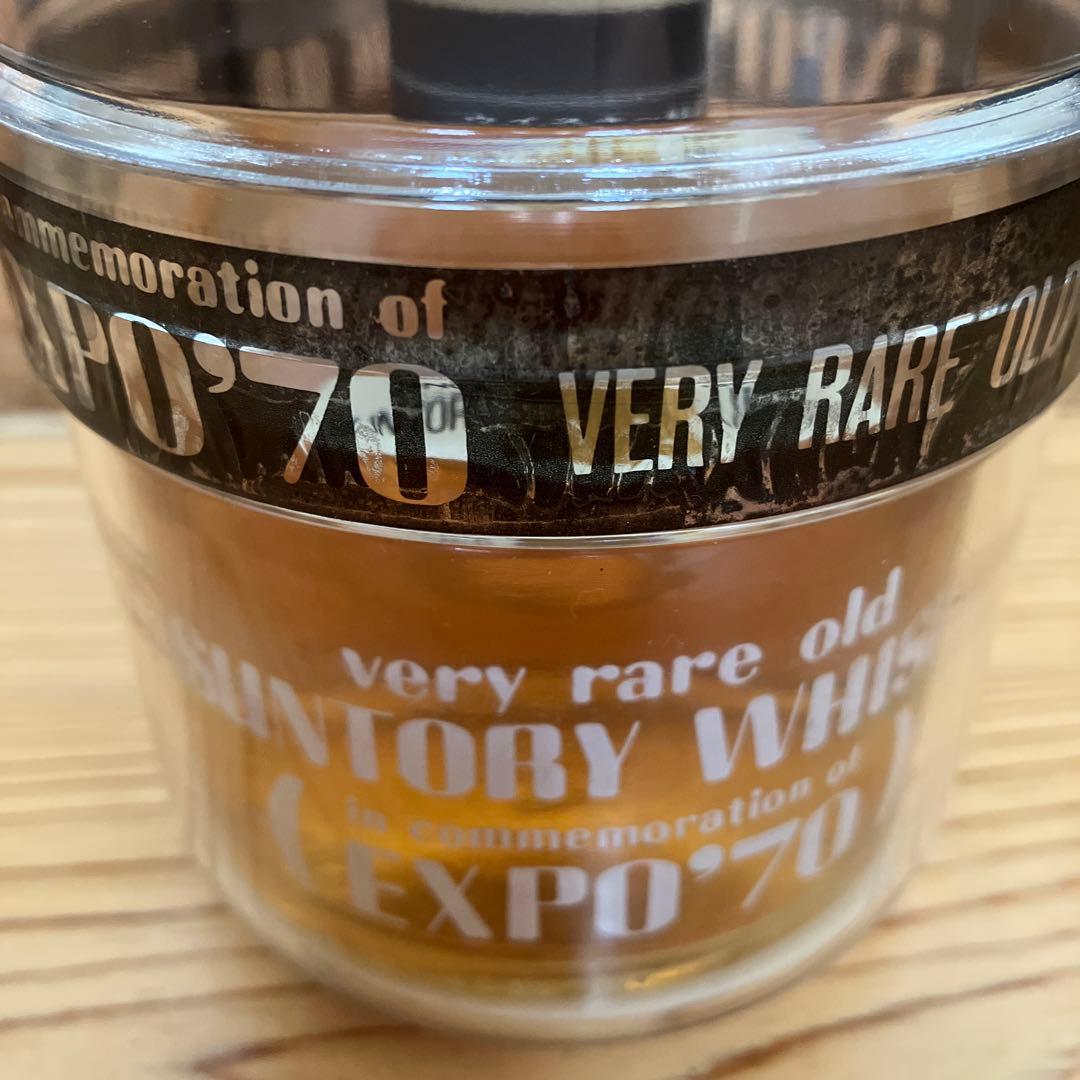 commemoration of
EXPO'70 VERY RARE OLD
very rare old
SUNTORY WHIS
in commemoration of
( EXPO'70 )